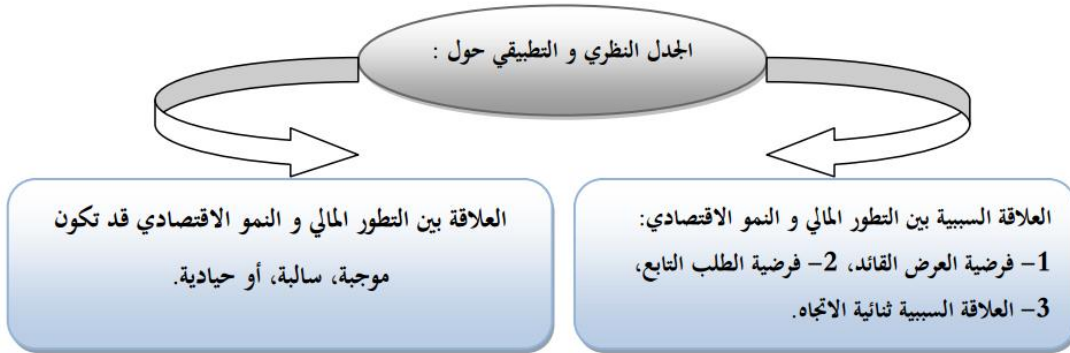 الجدل النظري و التطبيقي حول :
العلاقة السببية بين التطور المالي و النمو الاقتصادي:
1- فرضية العرض القائد، 2- فرضية الطلب التابع،
3- العلاقة السببية ثنائية الاتجاه.
العلاقة بين التطور المالي و النمو الاقتصادي قد تكون
موجبة، سالبة، أو حيادية.